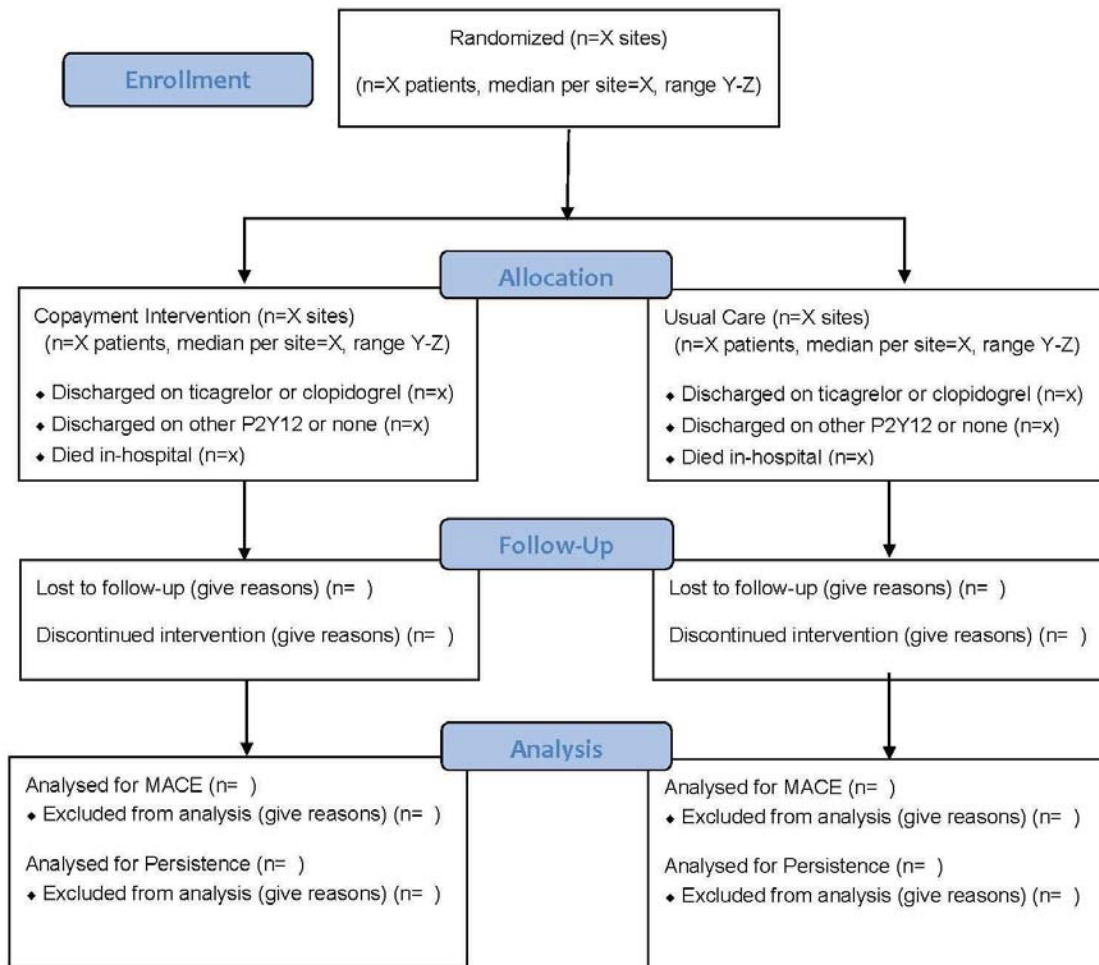 Enrollment
Randomized (n=X sites)
(n=X patients, median per site=X, range Y-Z)
Allocation
Copayment Intervention (n=X sites)
(n=X patients, median per site=X, range Y-Z)
◆ Discharged on ticagrelor or clopidogrel (n=x)
◆ Discharged on other P2Y12 or none (n=x)
◆ Died in-hospital (n=x)
Usual Care (n=X sites)
(n=X patients, median per site=X, range Y-Z)
◆ Discharged on ticagrelor or clopidogrel (n=x)
◆ Discharged on other P2Y12 or none (n=x)
◆ Died in-hospital (n=x)
Follow-Up
Lost to follow-up (give reasons) (n= )
Discontinued intervention (give reasons) (n= )
Lost to follow-up (give reasons) (n= )
Discontinued intervention (give reasons) (n= )
Analysis
Analysed for MACE (n= )
◆ Excluded from analysis (give reasons) (n= )
Analysed for Persistence (n= )
◆ Excluded from analysis (give reasons) (n= )
Analysed for MACE (n= )
◆ Excluded from analysis (give reasons) (n= )
Analysed for Persistence (n= )
◆ Excluded from analysis (give reasons) (n= )